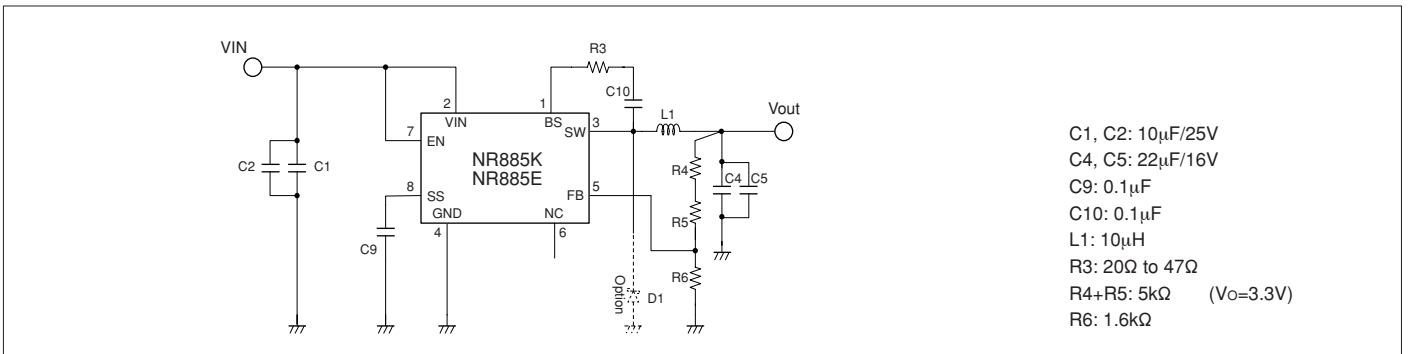 VIN
R3
C10
L1
Vout
2
1
VIN
BS
SW
3
7
EN
NR885K
NR885E
C2
C1
8
SS
FB
5
GND
NC
4
6
C9
R4
C4
C5
R5
R6
Option
D1
C1, C2: 10μF/25V
C4, C5: 22μF/16V
C9: 0.1μF
C10: 0.1μF
L1: 10μH
R3: 20Ω to 47Ω
R4+R5: 5kΩ (VO=3.3V)
R6: 1.6kΩ